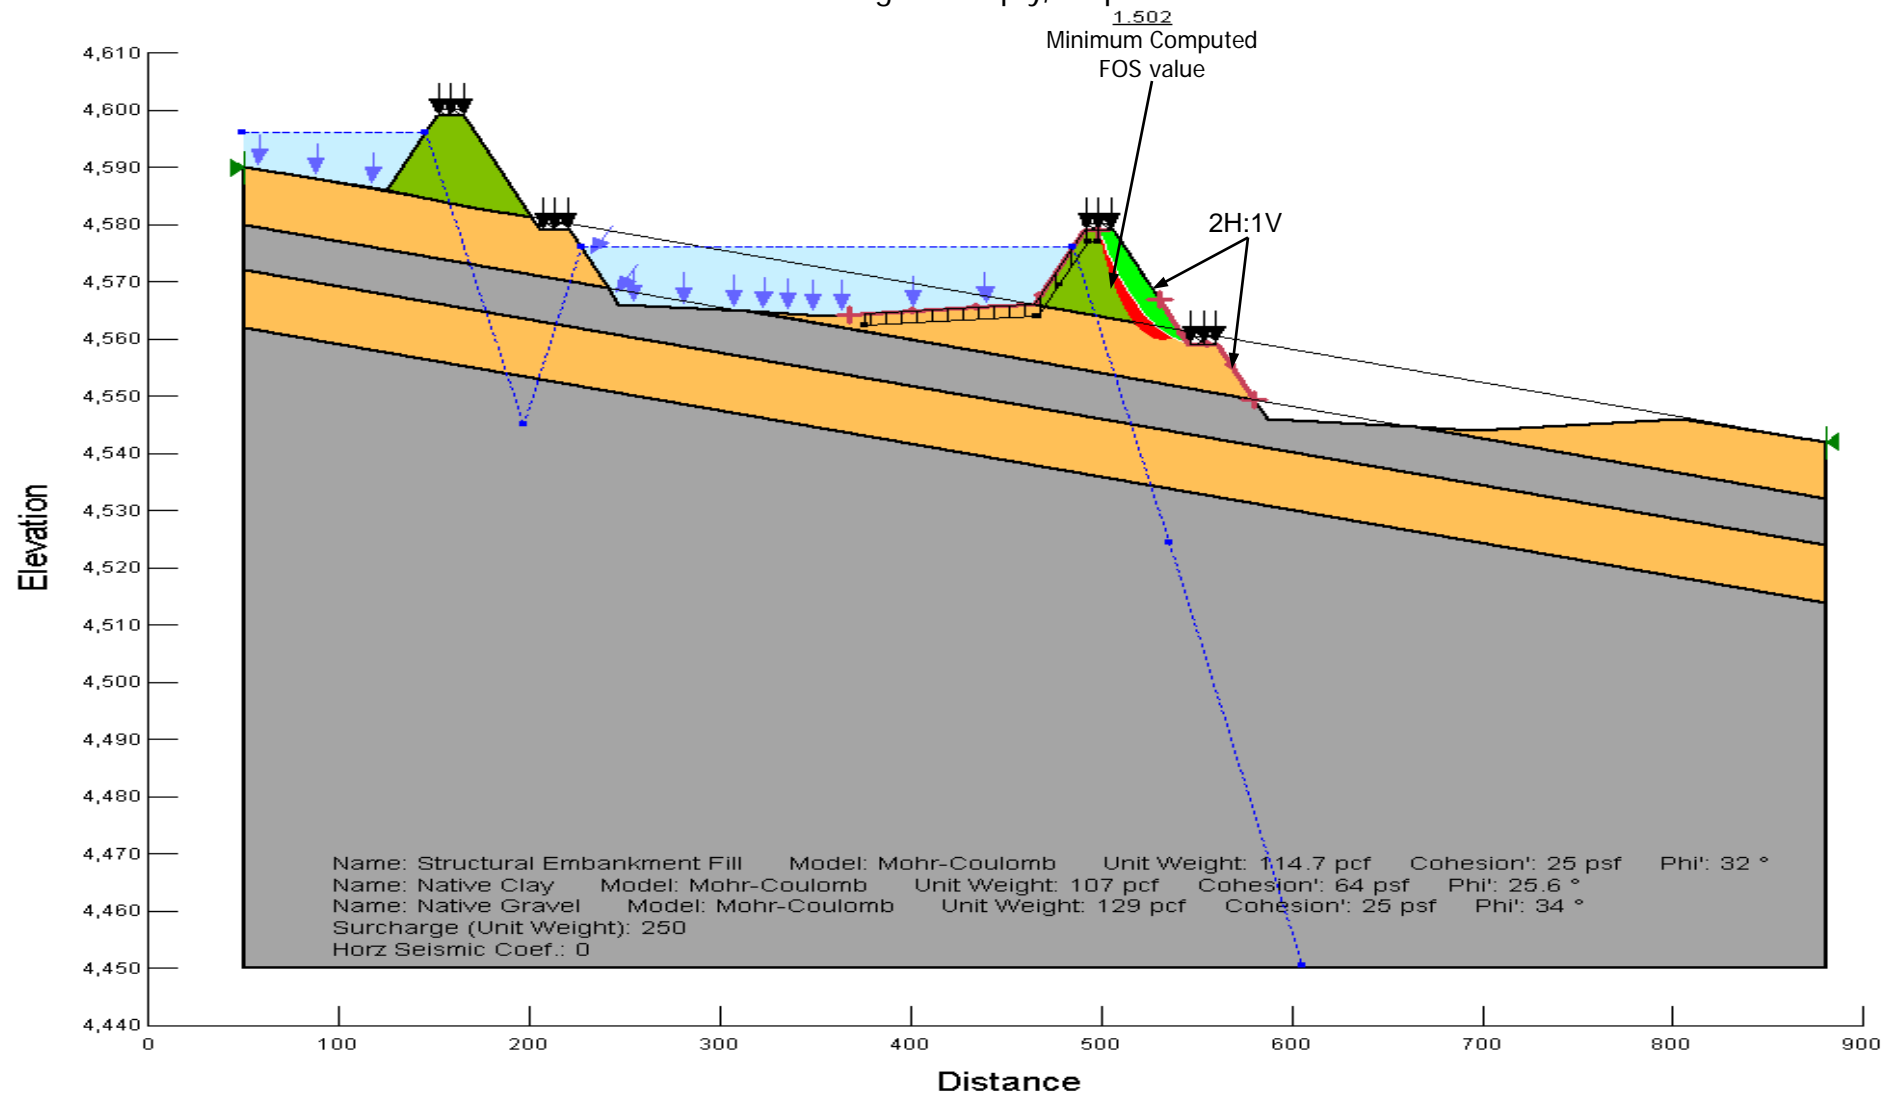 1.502
Minimum Computed
FOS value
2H:1V
4,610
4,600
4,590
4,580
4,570
4,560
4,550
4,540
4,530
4,520
4,510
4,500
4,490
4,480
4,470
4,460
4,450
4,440
Elevation
Name: Structural Embankment Fill Model: Mohr-Coulomb Unit Weight: 114.7 pcf Cohesion': 25 psf Phi': 32 °
Name: Native Clay Model: Mohr-Coulomb Unit Weight: 107 pcf Cohesion': 64 psf Phi': 25.6 °
Name: Native Gravel Model: Mohr-Coulomb Unit Weight: 129 pcf Cohesion': 25 psf Phi': 34 °
Surcharge (Unit Weight): 250
Horz Seismic Coef.: 0
0 100 200 300 400 500 600 700 800 900
Distance